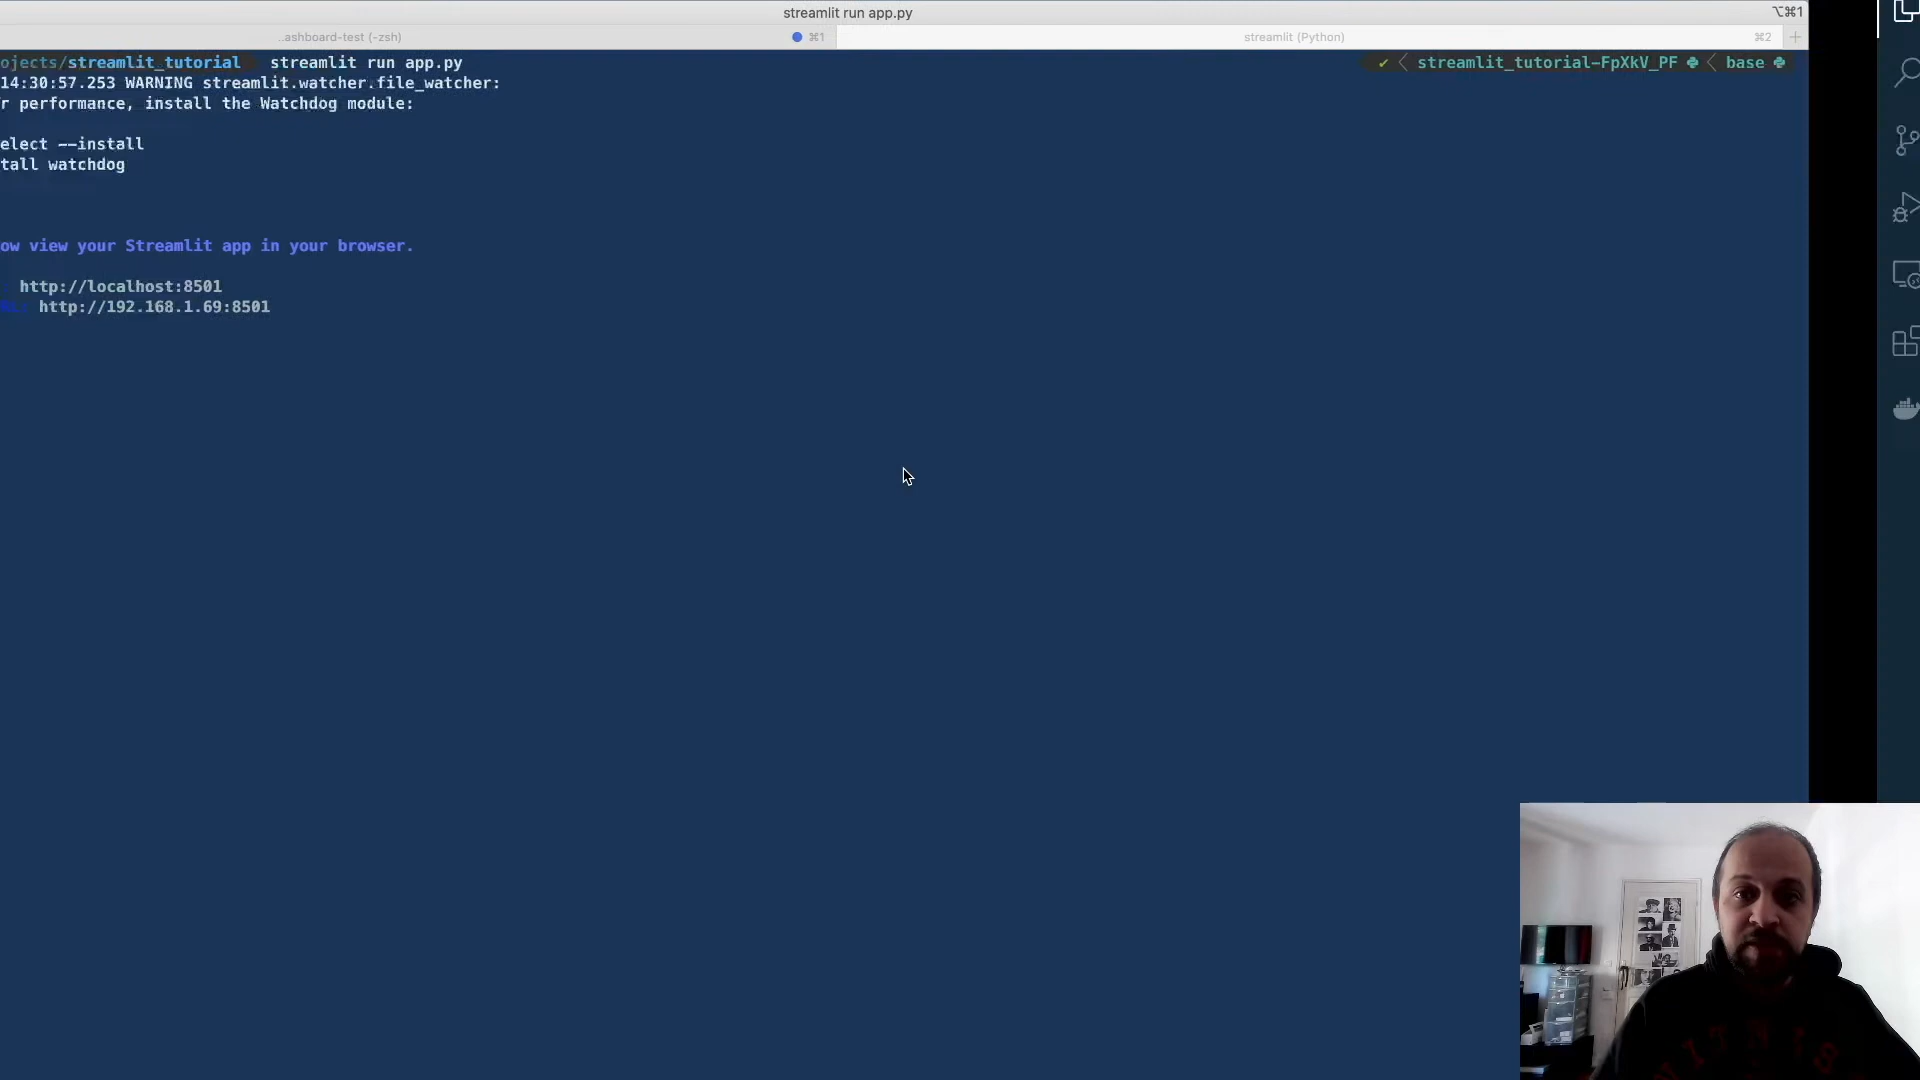 streamlit run app.py
⌥⌘1
..ashboard-test (-zsh)
⌘1
streamlit (Python)
⌘2
ojects/streamlit_tutorial streamlit run app.py
✓ streamlit_tutorial-FpXkV_PF base
14:30:57.253 WARNING streamlit.watcher.file_watcher:
r performance, install the Watchdog module:
elect --install
tall watchdog
ow view your Streamlit app in your browser.
http://localhost:8501
http://192.168.1.69:8501